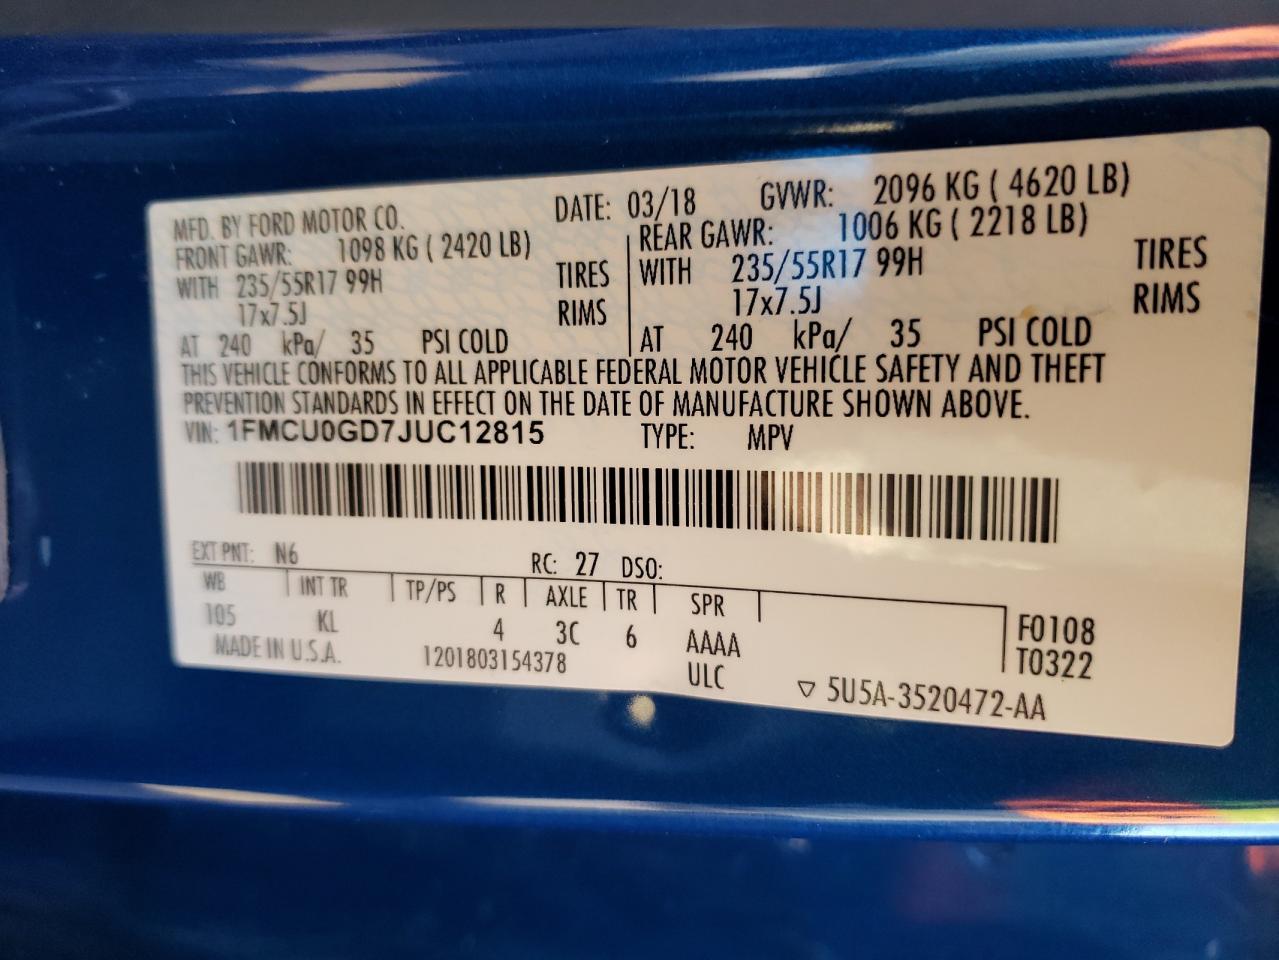 MFD. BY FORD MOTOR CO. DATE: 03/18 GVWR: 2096 KG ( 4620 LB)
FRONT GAWR: 1098 KG ( 2420 LB) REAR GAWR: 1006 KG ( 2218 LB)
WITH 235/55R17 99H TIRES WITH 235/55R17 99H TIRES
17x7.5J RIMS 17x7.5J RIMS
AT 240 kPa/ 35 PSI COLD AT 240 kPa/ 35 PSI COLD
THIS VEHICLE CONFORMS TO ALL APPLICABLE FEDERAL MOTOR VEHICLE SAFETY AND THEFT
PREVENTION STANDARDS IN EFFECT ON THE DATE OF MANUFACTURE SHOWN ABOVE.
VIN: 1FMCU0GD7JUC12815 TYPE: MPV
EXT PNT: N6 RC: 27 DSO:
WB INT TR TP/PS R AXLE TR SPR
105 KL 4 3C 6 AAAA F0108
MADE IN U.S.A. 1201803154378 ULC T0322
▽ 5U5A-3520472-AA